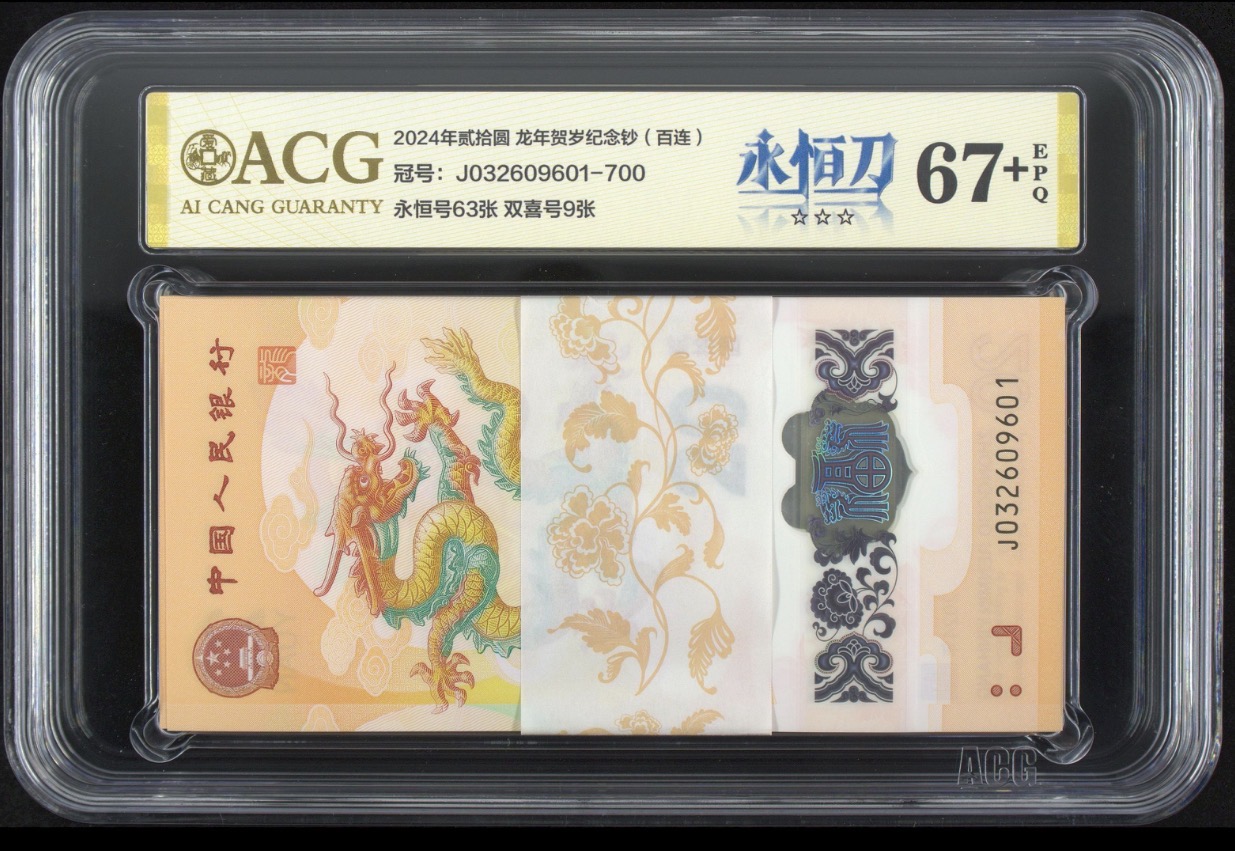 ACG
AI CANG GUARANTY
2024年贰拾圆 龙年贺岁纪念钞（百连）
冠号：J032609601-700
永恒号63张 双喜号9张
永恒刀
☆☆☆
67+
EPQ
中国人民银行
福
J032609601
ACG